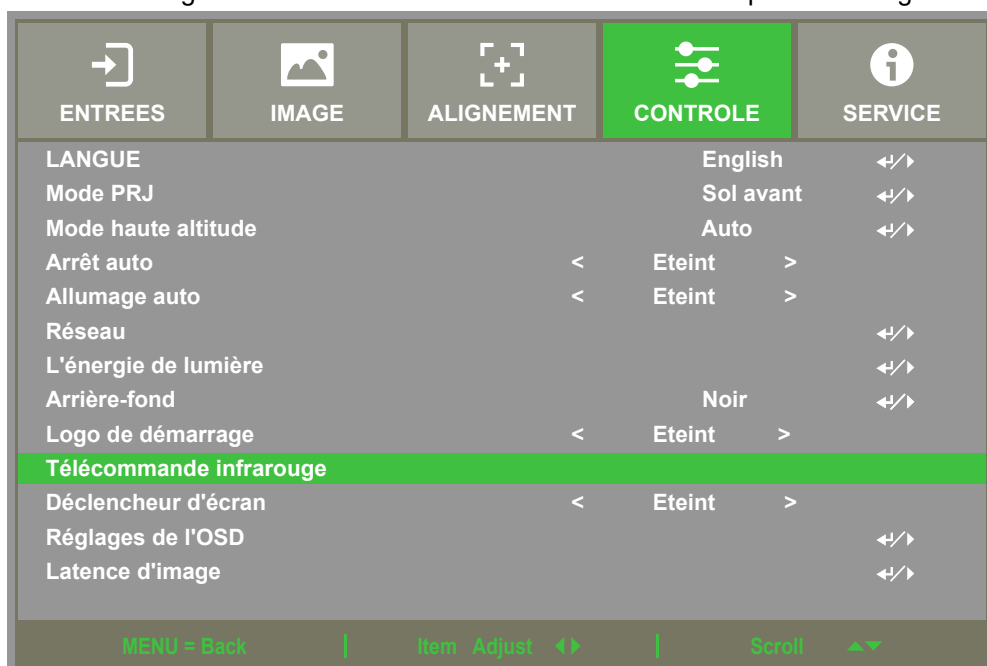 ENTREES IMAGE ALIGNEMENT CONTROLE SERVICE
LANGUE English
Mode PRJ Sol avant
Mode haute altitude Auto
Arrêt auto < Eteint >
Allumage auto < Eteint >
Réseau
L'énergie de lumière
Arrière-fond Noir
Logo de démarrage < Eteint >
Télécommande infrarouge
Déclencheur d'écran < Eteint >
Réglages de l'OSD
Latence d'image
MENU = Back | Item Adjust | Scroll